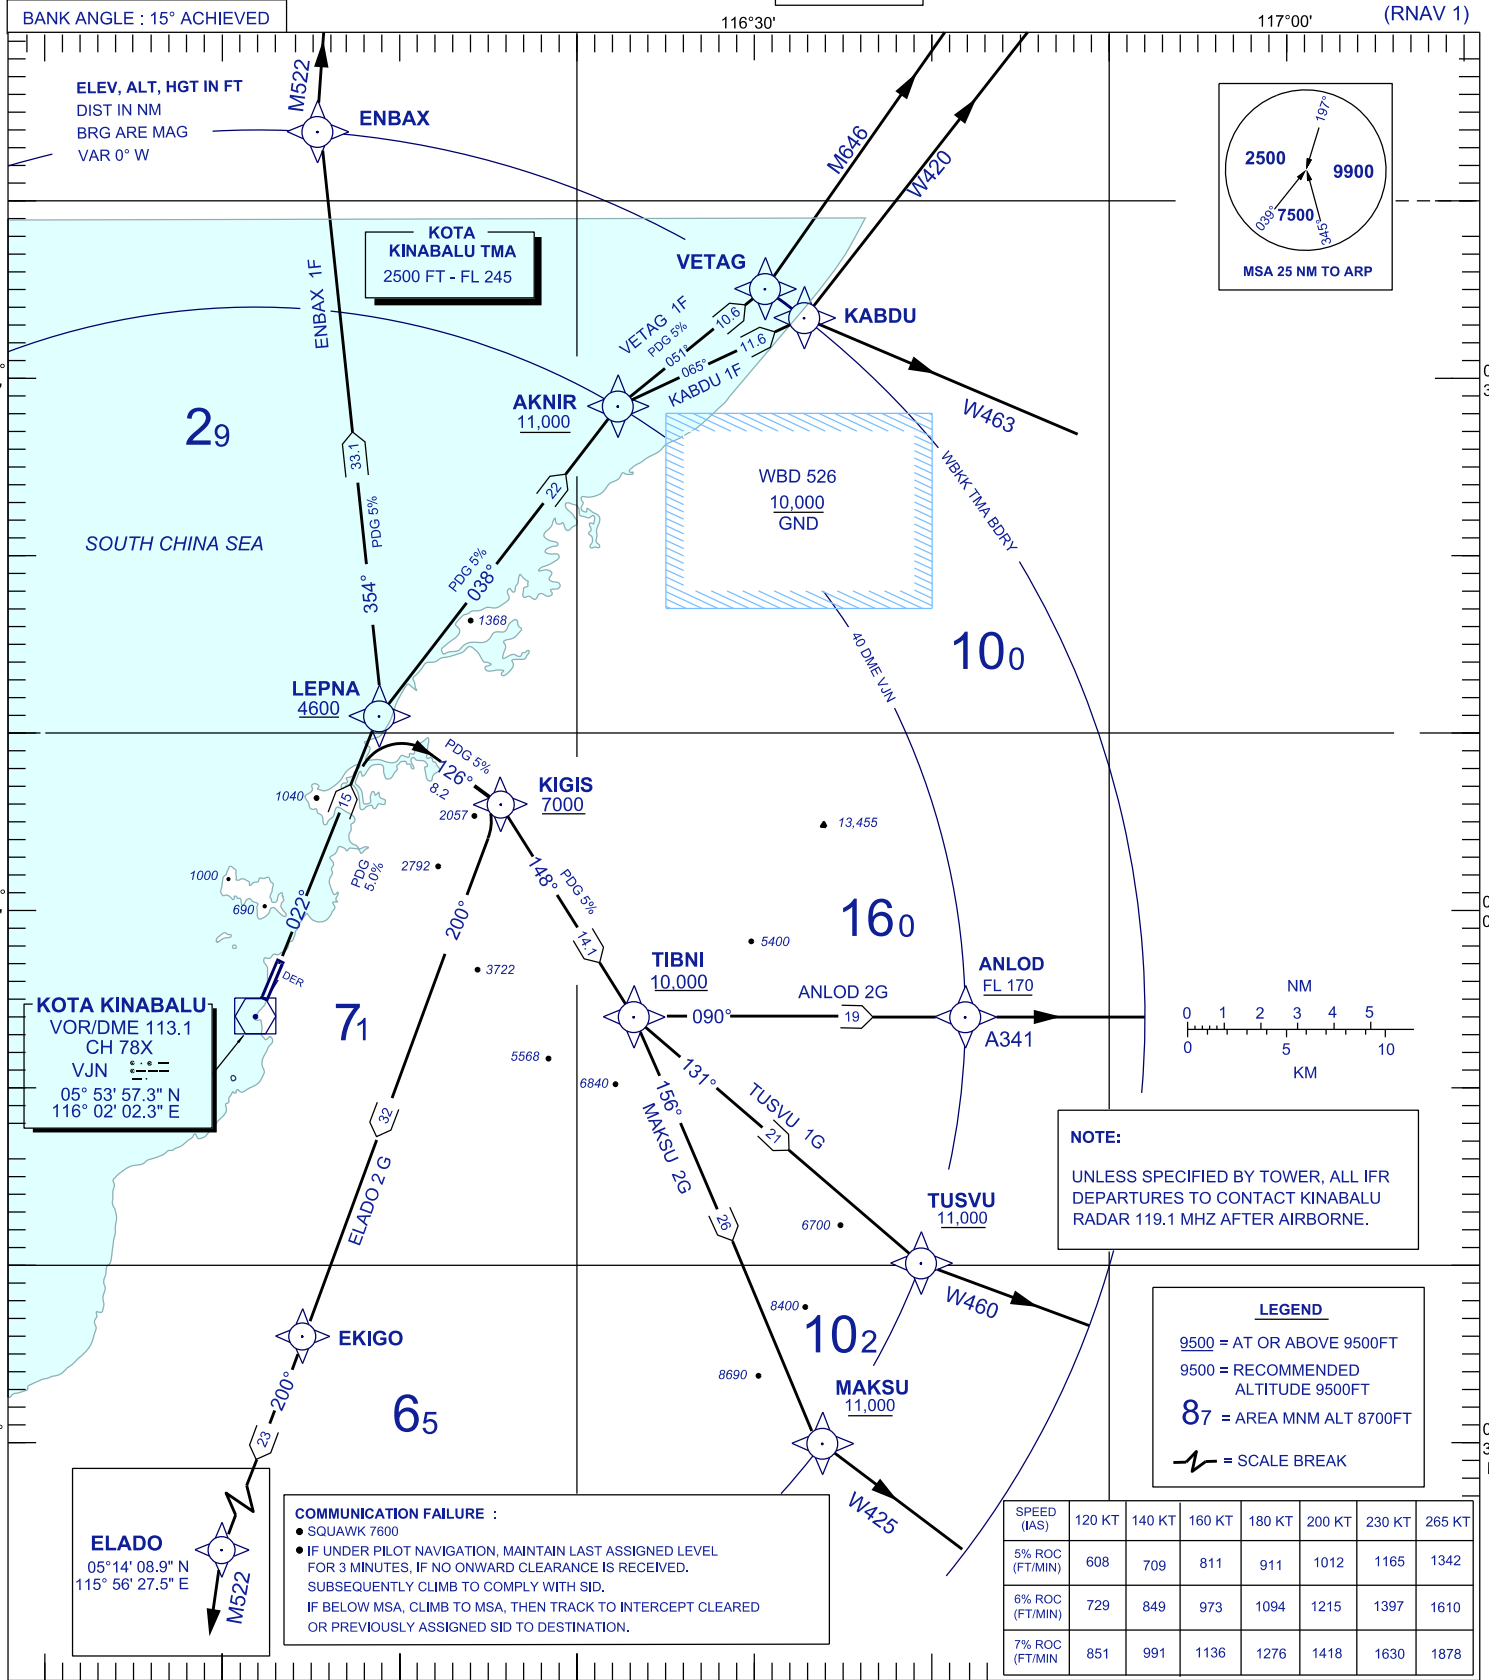 BANK ANGLE : 15° ACHIEVED
116°30'
117°00'
(RNAV 1)
ELEV, ALT, HGT IN FT
DIST IN NM
BRG ARE MAG
VAR 0° W
M522
ENBAX
M646
W420
197°
2500
9900
7500
039°
345°
MSA 25 NM TO ARP
KOTA
KINABALU TMA
2500 FT - FL 245
ENBAX 1F
VETAG
KABDU
VETAG 1F
PDG 5%
051°
10.6
065°
11.6
KABDU 1F
W463
AKNIR
11,000
29
33.1
PDG 5%
354°
22
PDG 5%
038°
SOUTH CHINA SEA
WBD 526
10,000
GND
WBKK TMA BDRY
40 DME VJN
100
1368
LEPNA
4600
PDG 5%
126°
8.2
KIGIS
7000
1040
15
2057
13,455
PDG
5.0%
2792
148°
PDG 5%
1000
690
022°
200°
160
14.1
5400
DER
3722
TIBNI
10,000
ANLOD
FL 170
ANLOD 2G
090°
19
A341
KOTA KINABALU
VOR/DME 113.1
CH 78X
VJN
05° 53' 57.3" N
116° 02' 02.3" E
71
NM
0 1 2 3 4 5
0 5 10
KM
5568
6840
131°
156°
TUSVU 1G
21
MAKSU 2G
32
ELADO 2 G
26
NOTE:
UNLESS SPECIFIED BY TOWER, ALL IFR
DEPARTURES TO CONTACT KINABALU
RADAR 119.1 MHZ AFTER AIRBORNE.
TUSVU
11,000
6700
W460
8400
102
EKIGO
8690
MAKSU
11,000
200°
23
65
W425
LEGEND
9500 = AT OR ABOVE 9500FT
9500 = RECOMMENDED
ALTITUDE 9500FT
87 = AREA MNM ALT 8700FT
= SCALE BREAK
ELADO
05°14' 08.9" N
115° 56' 27.5" E
M522
COMMUNICATION FAILURE :
● SQUAWK 7600
● IF UNDER PILOT NAVIGATION, MAINTAIN LAST ASSIGNED LEVEL
FOR 3 MINUTES, IF NO ONWARD CLEARANCE IS RECEIVED.
SUBSEQUENTLY CLIMB TO COMPLY WITH SID.
IF BELOW MSA, CLIMB TO MSA, THEN TRACK TO INTERCEPT CLEARED
OR PREVIOUSLY ASSIGNED SID TO DESTINATION.
SPEED
(IAS) 120 KT 140 KT 160 KT 180 KT 200 KT 230 KT 265 KT
5% ROC
(FT/MIN) 608 709 811 911 1012 1165 1342
6% ROC
(FT/MIN) 729 849 973 1094 1215 1397 1610
7% ROC
(FT/MIN 851 991 1136 1276 1418 1630 1878